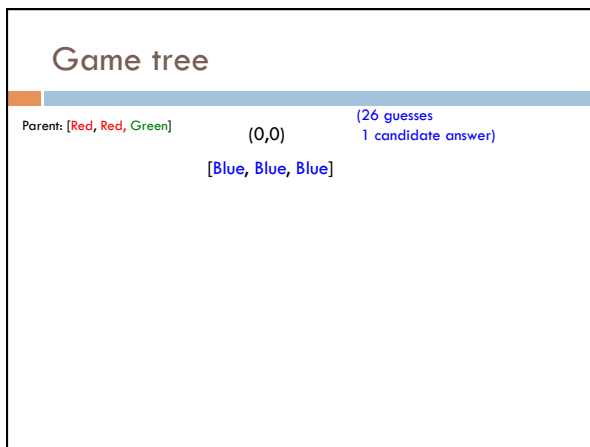 Game tree
Parent: [Red, Red, Green]
(0,0)
(26 guesses
1 candidate answer)
[Blue, Blue, Blue]